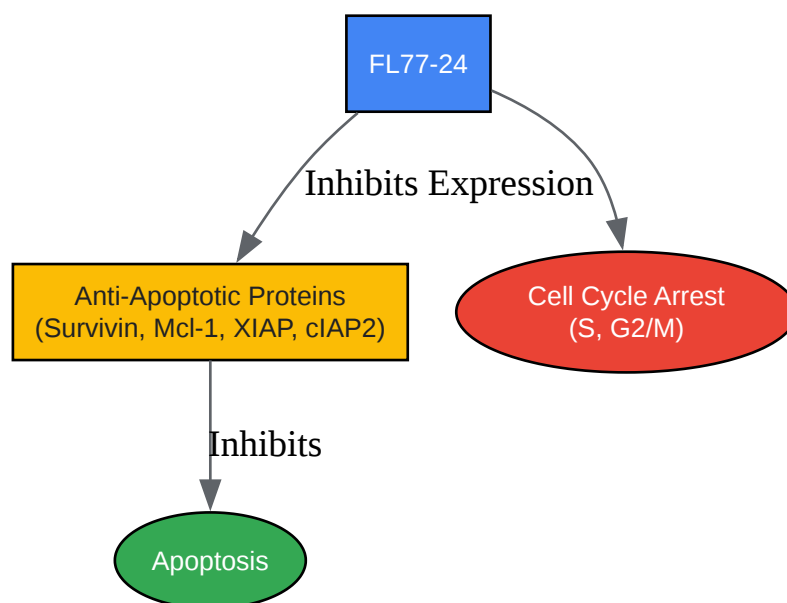 FL77-24
Inhibits Expression
Anti-Apoptotic Proteins
(Survivin, Mcl-1, XIAP, cIAP2)
Cell Cycle Arrest
(S, G2/M)
Inhibits
Apoptosis